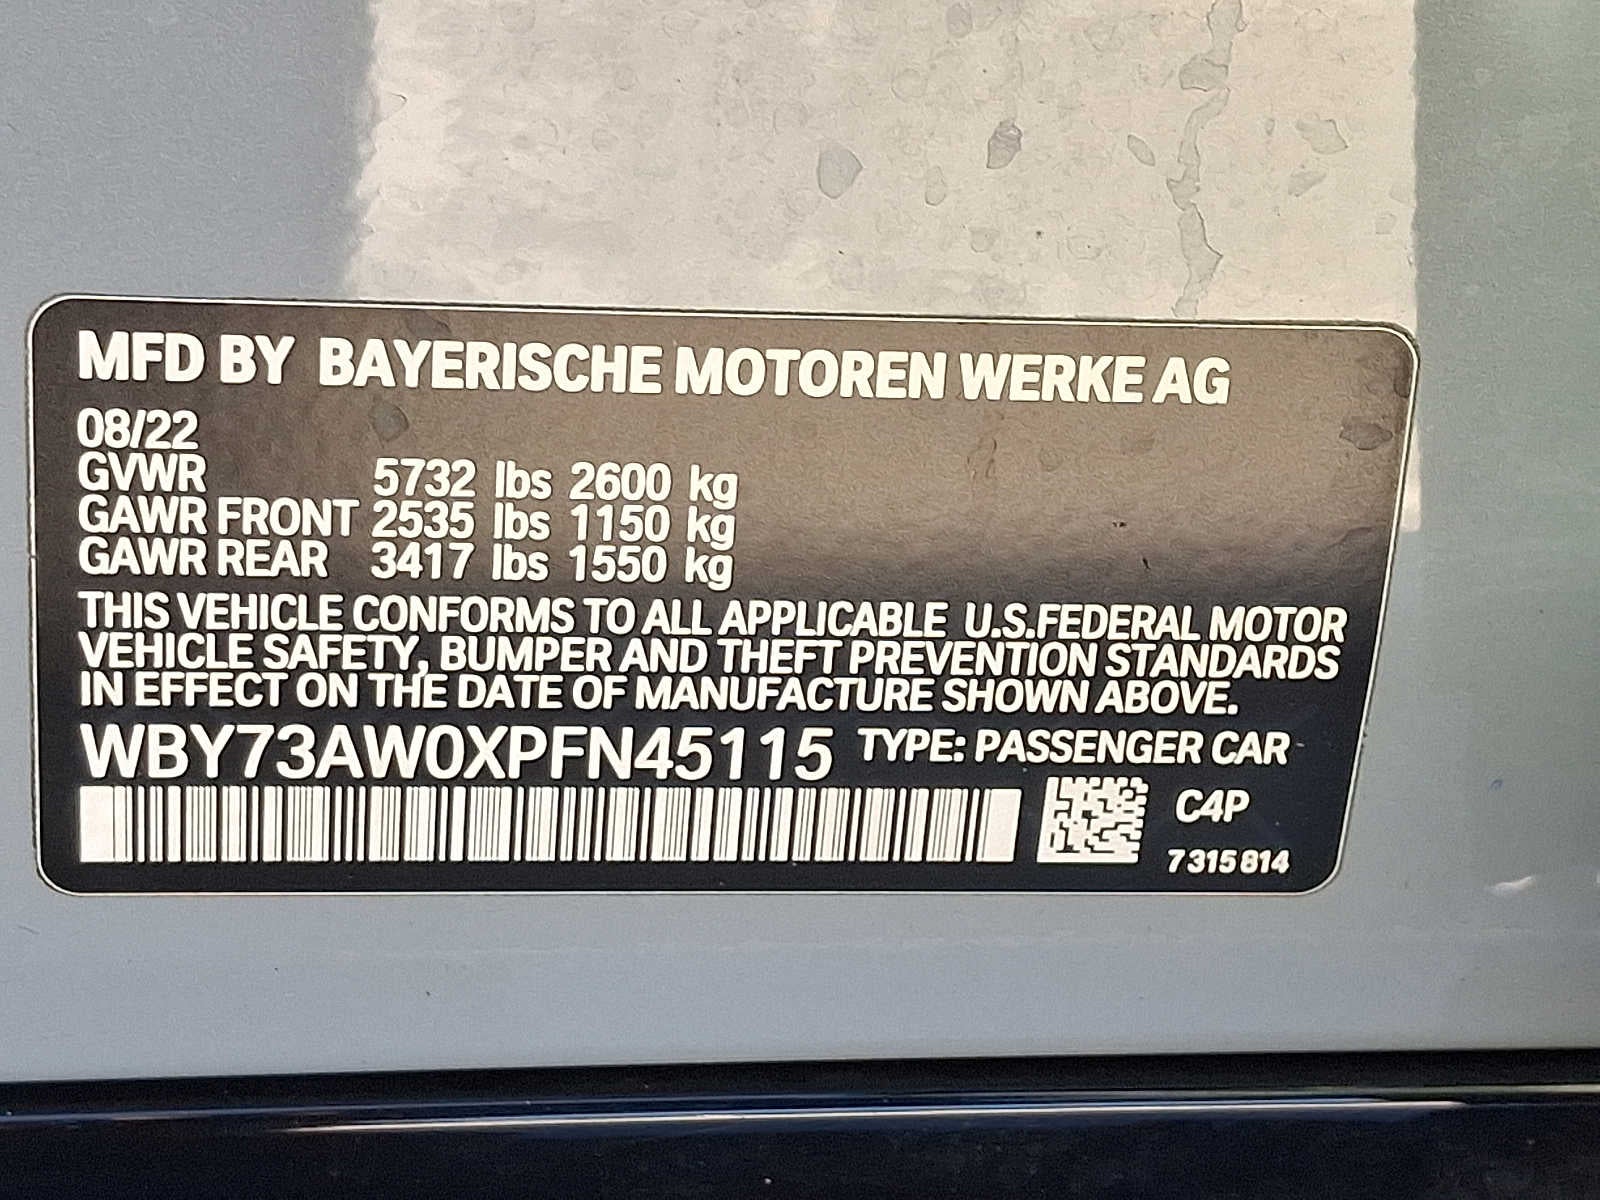 MFD BY BAYERISCHE MOTOREN WERKE AG
08/22
GVWR 5732 lbs 2600 kg
GAWR FRONT 2535 lbs 1150 kg
GAWR REAR 3417 lbs 1550 kg
THIS VEHICLE CONFORMS TO ALL APPLICABLE U.S.FEDERAL MOTOR
VEHICLE SAFETY, BUMPER AND THEFT PREVENTION STANDARDS
IN EFFECT ON THE DATE OF MANUFACTURE SHOWN ABOVE.
WBY73AW0XPFN45115 TYPE: PASSENGER CAR
C4P
7315814